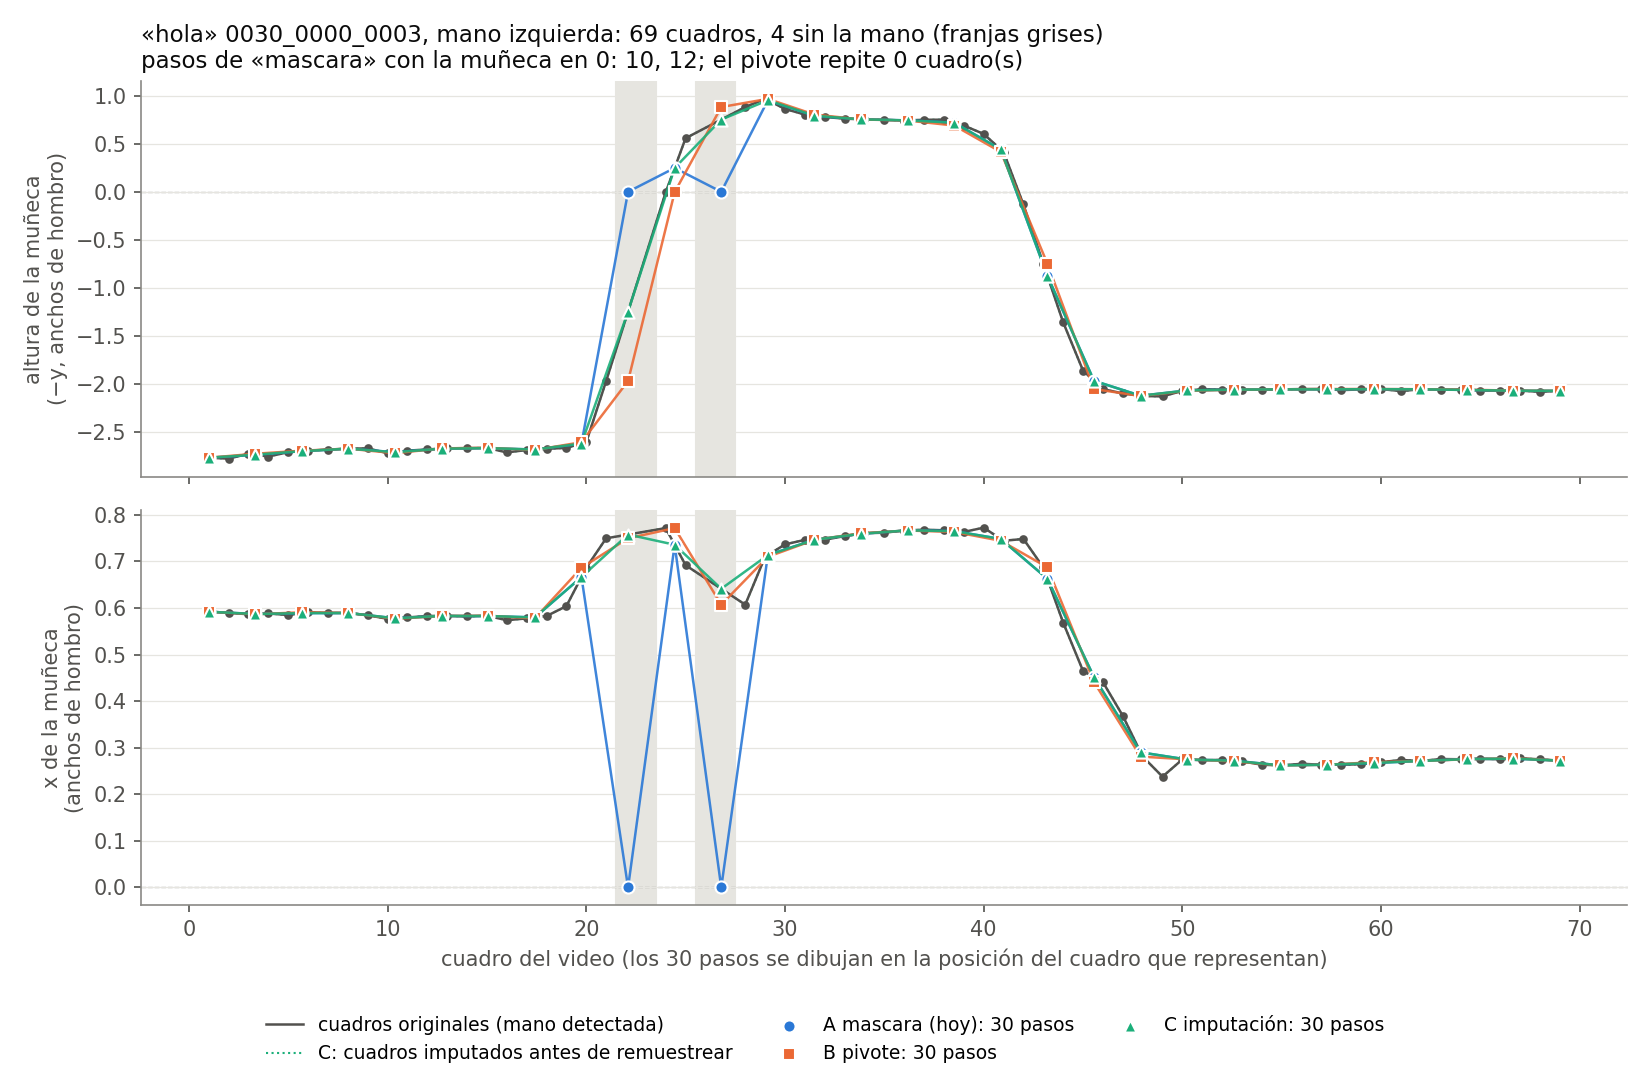 «hola» 0030_0000_0003, mano izquierda: 69 cuadros, 4 sin la mano (franjas grises)
pasos de «mascara» con la muñeca en 0: 10, 12; el pivote repite 0 cuadro(s)
altura de la muñeca
(−y, anchos de hombro)
1.0
0.5
0.0
−0.5
−1.0
−1.5
−2.0
−2.5
x de la muñeca
(anchos de hombro)
0.8
0.7
0.6
0.5
0.4
0.3
0.2
0.1
0.0
0 10 20 30 40 50 60 70
cuadro del video (los 30 pasos se dibujan en la posición del cuadro que representan)
cuadros originales (mano detectada)
C: cuadros imputados antes de remuestrear
A mascara (hoy): 30 pasos
B pivote: 30 pasos
C imputación: 30 pasos